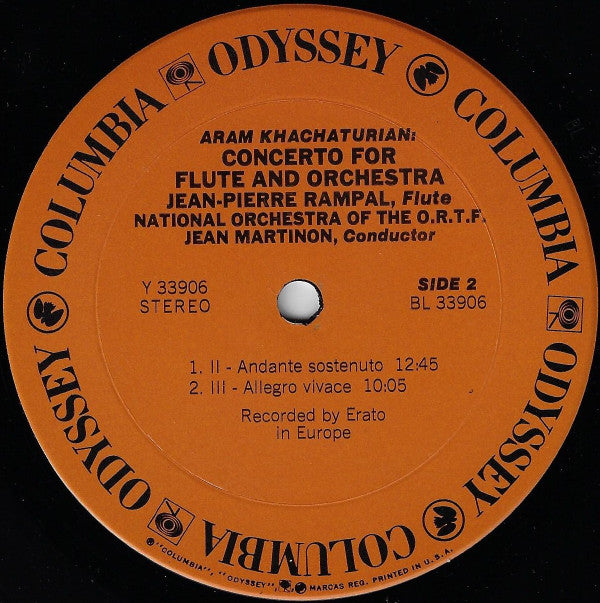 COLUMBIA ODYSSEY COLUMBIA ODYSSEY COLUMBIA ODYSSEY
ARAM KHACHATURIAN:
CONCERTO FOR
FLUTE AND ORCHESTRA
JEAN-PIERRE RAMPAL, Flute
NATIONAL ORCHESTRA OF THE O.R.T.F.
JEAN MARTINON, Conductor
Y 33906 SIDE 2
STEREO BL 33906
1. II - Andante sostenuto 12:45
2. III - Allegro vivace 10:05
Recorded by Erato
in Europe
"COLUMBIA", "ODYSSEY" MARCAS REG. PRINTED IN U.S.A.